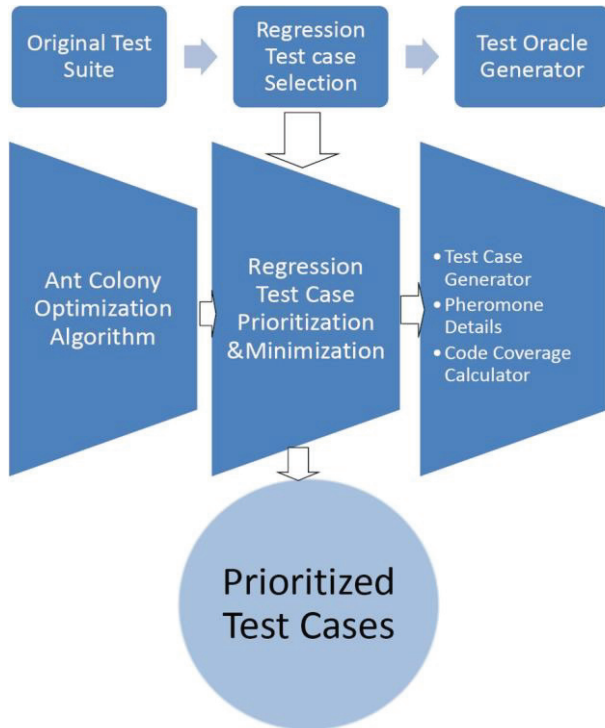 Original Test
Suite
Regression
Test case
Selection
Test Oracle
Generator
Ant Colony
Optimization
Algorithm
Regression
Test Case
Prioritization
&Minimization
•Test Case
Generator
•Pheromone
Details
•Code Coverage
Calculator
Prioritized
Test Cases